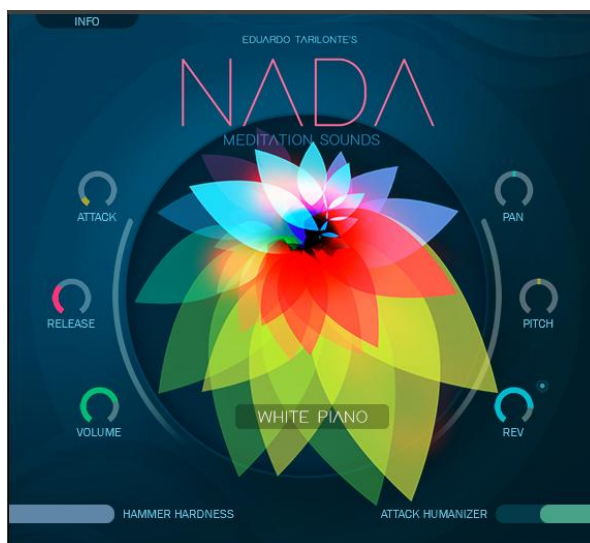 INFO
EDUARDO TARILONTE'S
NADA
MEDITATION SOUNDS
ATTACK
PAN
RELEASE
PITCH
WHITE PIANO
VOLUME
REV
HAMMER HARDNESS
ATTACK HUMANIZER